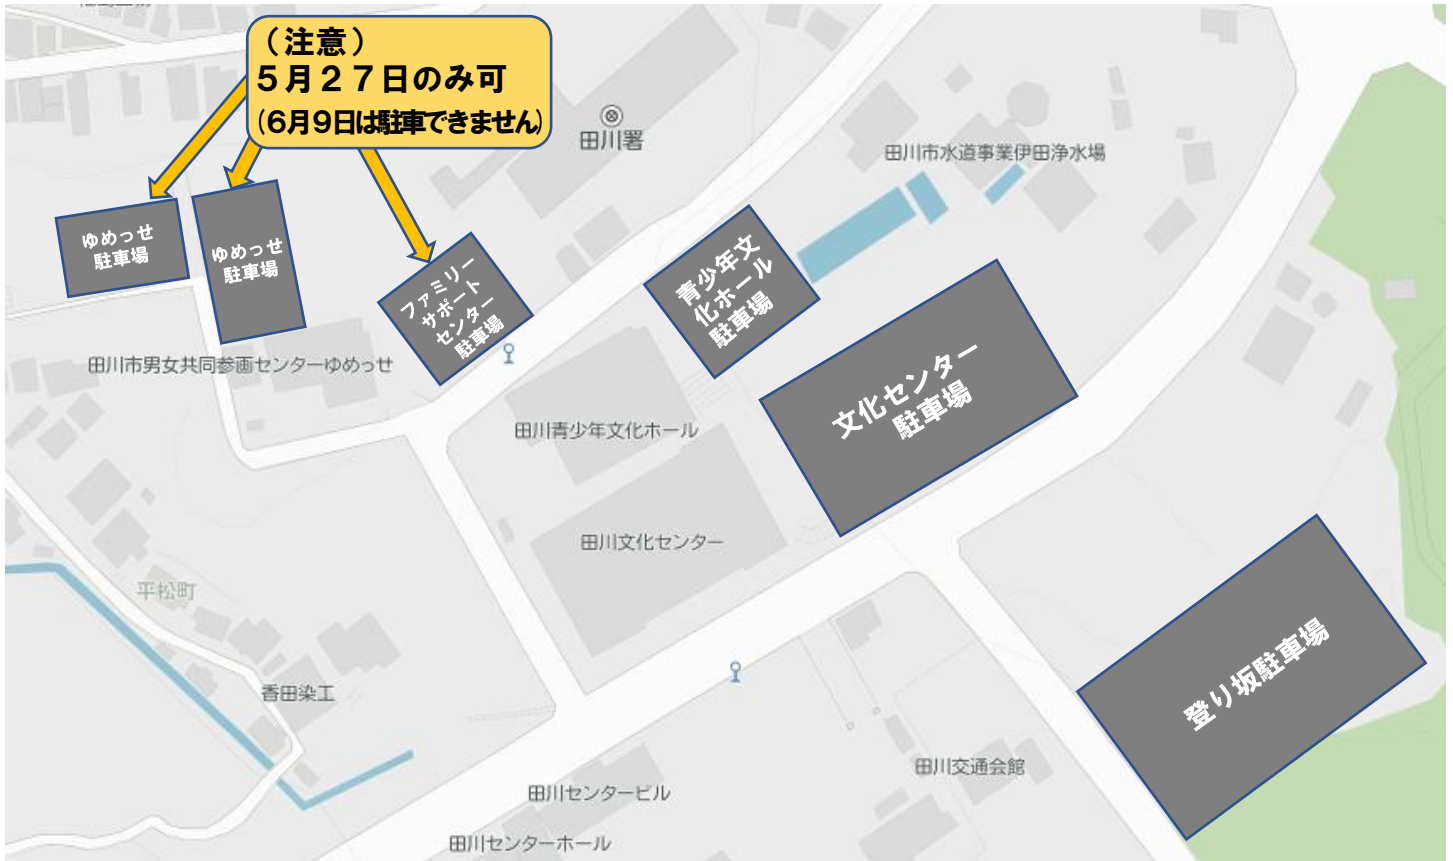 （注意）
５月２７日のみ可
（6月9日は駐車できません）
田川署
田川市水道事業伊田浄水場
ゆめっせ
駐車場
ゆめっせ
駐車場
ファミリー
サポート
センター
駐車場
青少年文
化ホール
駐車場
田川市男女共同参画センターゆめっせ
文化センター
駐車場
田川青少年文化ホール
田川文化センター
平松町
登り坂駐車場
香田染工
田川交通会館
田川センタービル
田川センターホール